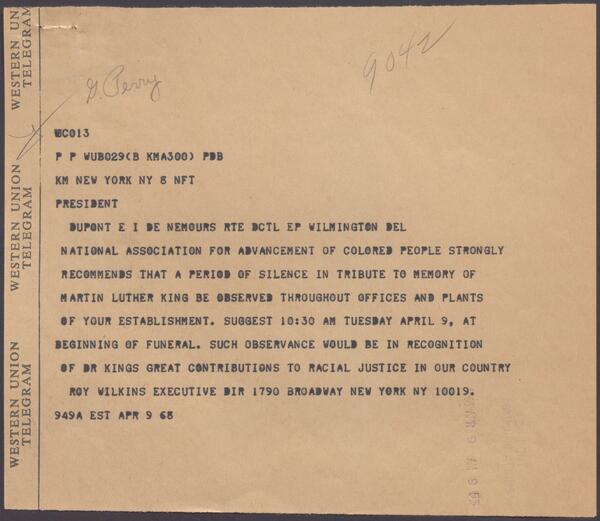 WESTERN UNION
TELEGRAM
WESTERN UNION
TELEGRAM
WESTERN UN
TELEGRAM
G. Perry
9042
WC013
P P WUB029(B KMA300) PDB
KM NEW YORK NY 8 NFT
PRESIDENT
DUPONT E I DE NEMOURS RTE DCTL EP WILMINGTON DEL
NATIONAL ASSOCIATION FOR ADVANCEMENT OF COLORED PEOPLE STRONGLY
RECOMMENDS THAT A PERIOD OF SILENCE IN TRIBUTE TO MEMORY OF
MARTIN LUTHER KING BE OBSERVED THROUGHOUT OFFICES AND PLANTS
OF YOUR ESTABLISHMENT. SUGGEST 10:30 AM TUESDAY APRIL 9, AT
BEGINNING OF FUNERAL. SUCH OBSERVANCE WOULD BE IN RECOGNITION
OF DR KINGS GREAT CONTRIBUTIONS TO RACIAL JUSTICE IN OUR COUNTRY
ROY WILKINS EXECUTIVE DIR 1790 BROADWAY NEW YORK NY 10019.
949A EST APR 9 68